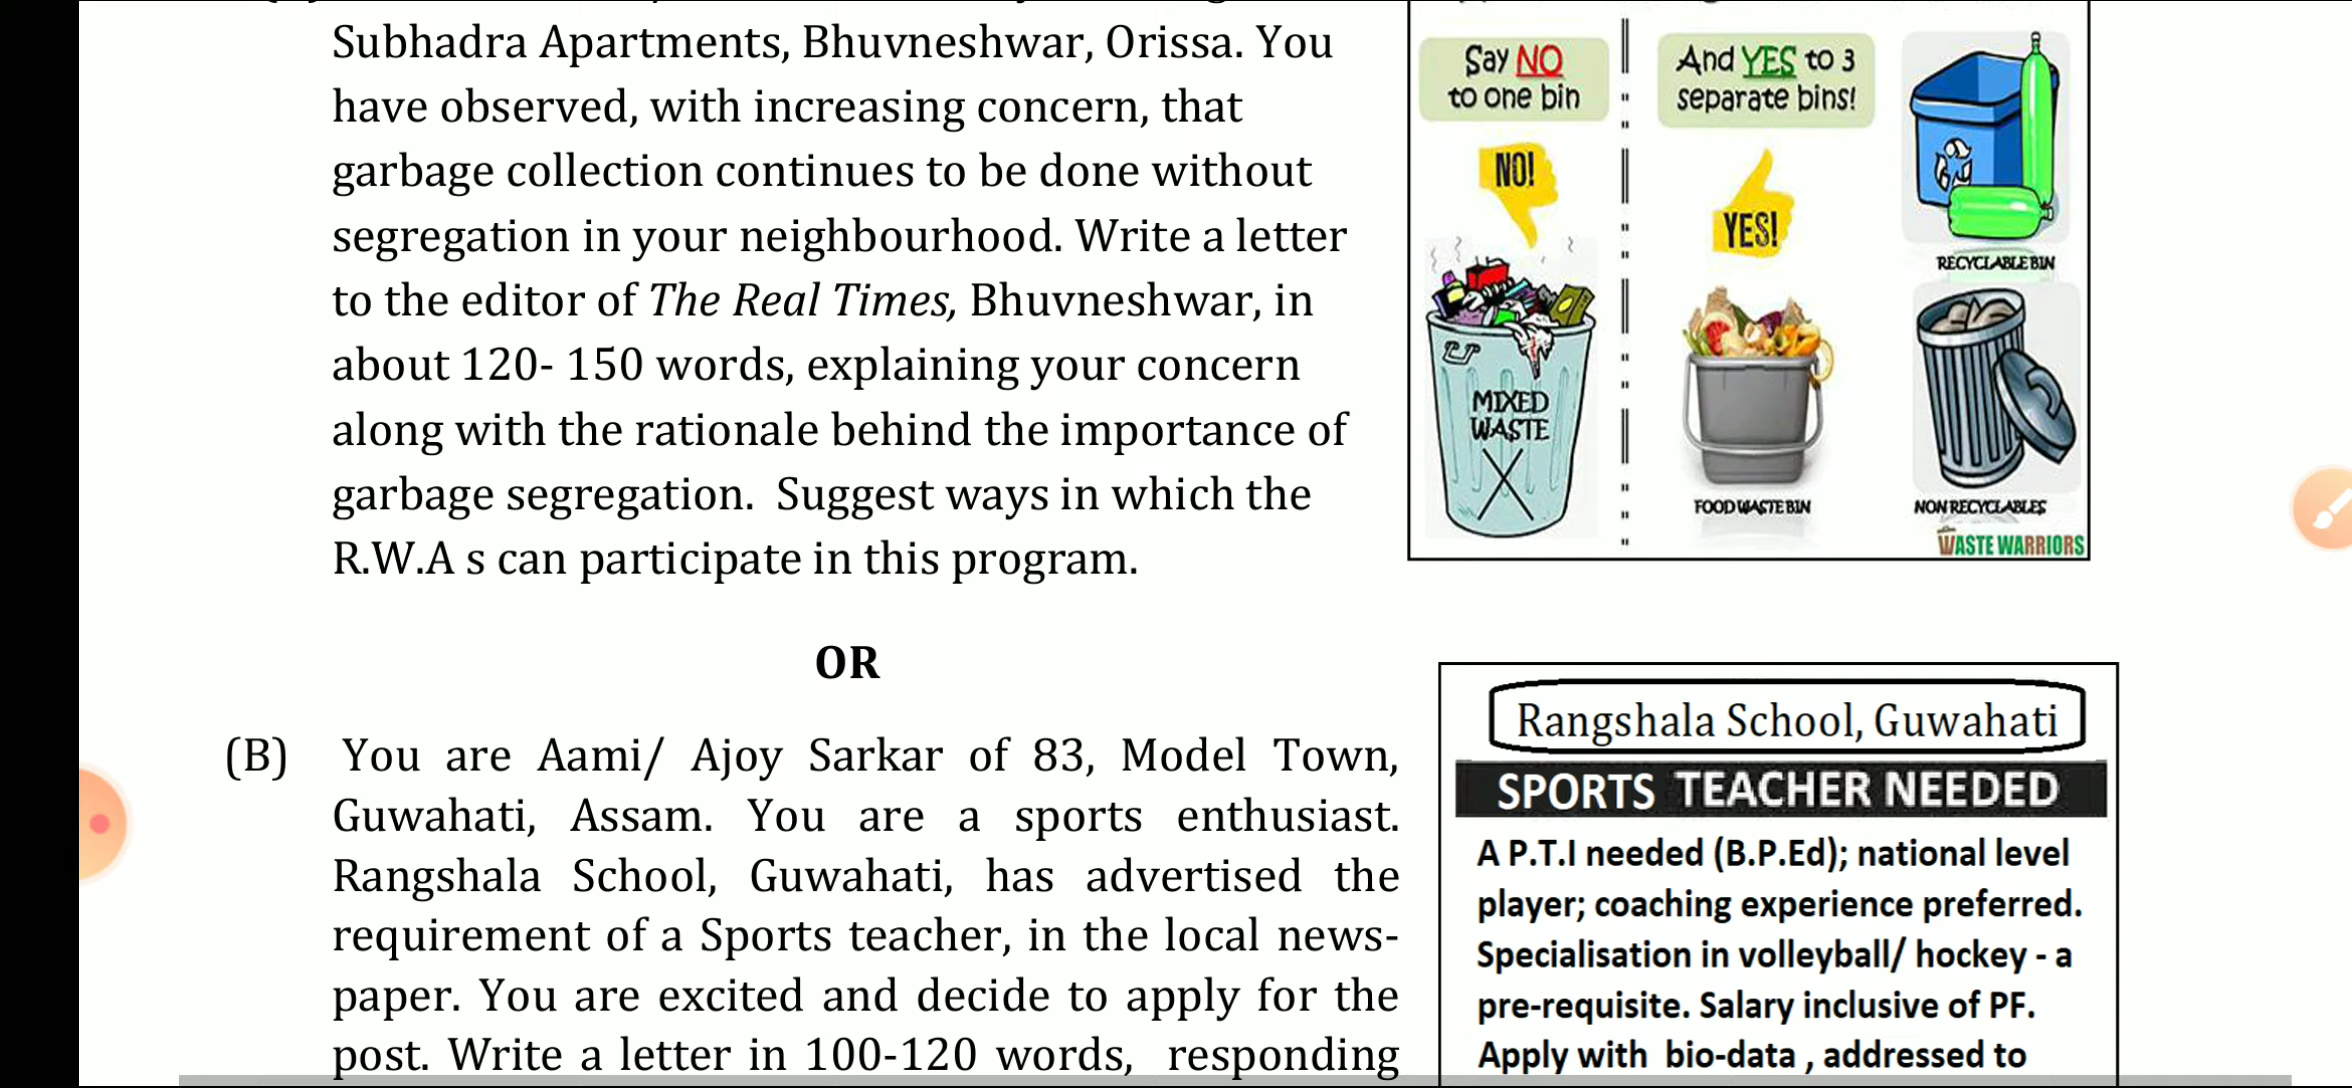 Subhadra Apartments, Bhuvneshwar, Orissa. You
have observed, with increasing concern, that
garbage collection continues to be done without
segregation in your neighbourhood. Write a letter
to the editor of The Real Times, Bhuvneshwar, in
about 120- 150 words, explaining your concern
along with the rationale behind the importance of
garbage segregation.  Suggest ways in which the
R.W.A s can participate in this program.
Say NO
to one bin
NO!
MIXED
WASTE
And YES to 3
separate bins!
YES!
RECYCLABLE BIN
FOOD WASTE BIN
NON RECYCLABLES
WASTE WARRIORS
OR
(B) You are Aami/ Ajoy Sarkar of 83, Model Town,
Guwahati, Assam. You are a sports enthusiast.
Rangshala School, Guwahati, has advertised the
requirement of a Sports teacher, in the local news-
paper. You are excited and decide to apply for the
post. Write a letter in 100-120 words, responding
Rangshala School, Guwahati
SPORTS TEACHER NEEDED
A P.T.I needed (B.P.Ed); national level
player; coaching experience preferred.
Specialisation in volleyball/ hockey - a
pre-requisite. Salary inclusive of PF.
Apply with bio-data , addressed to